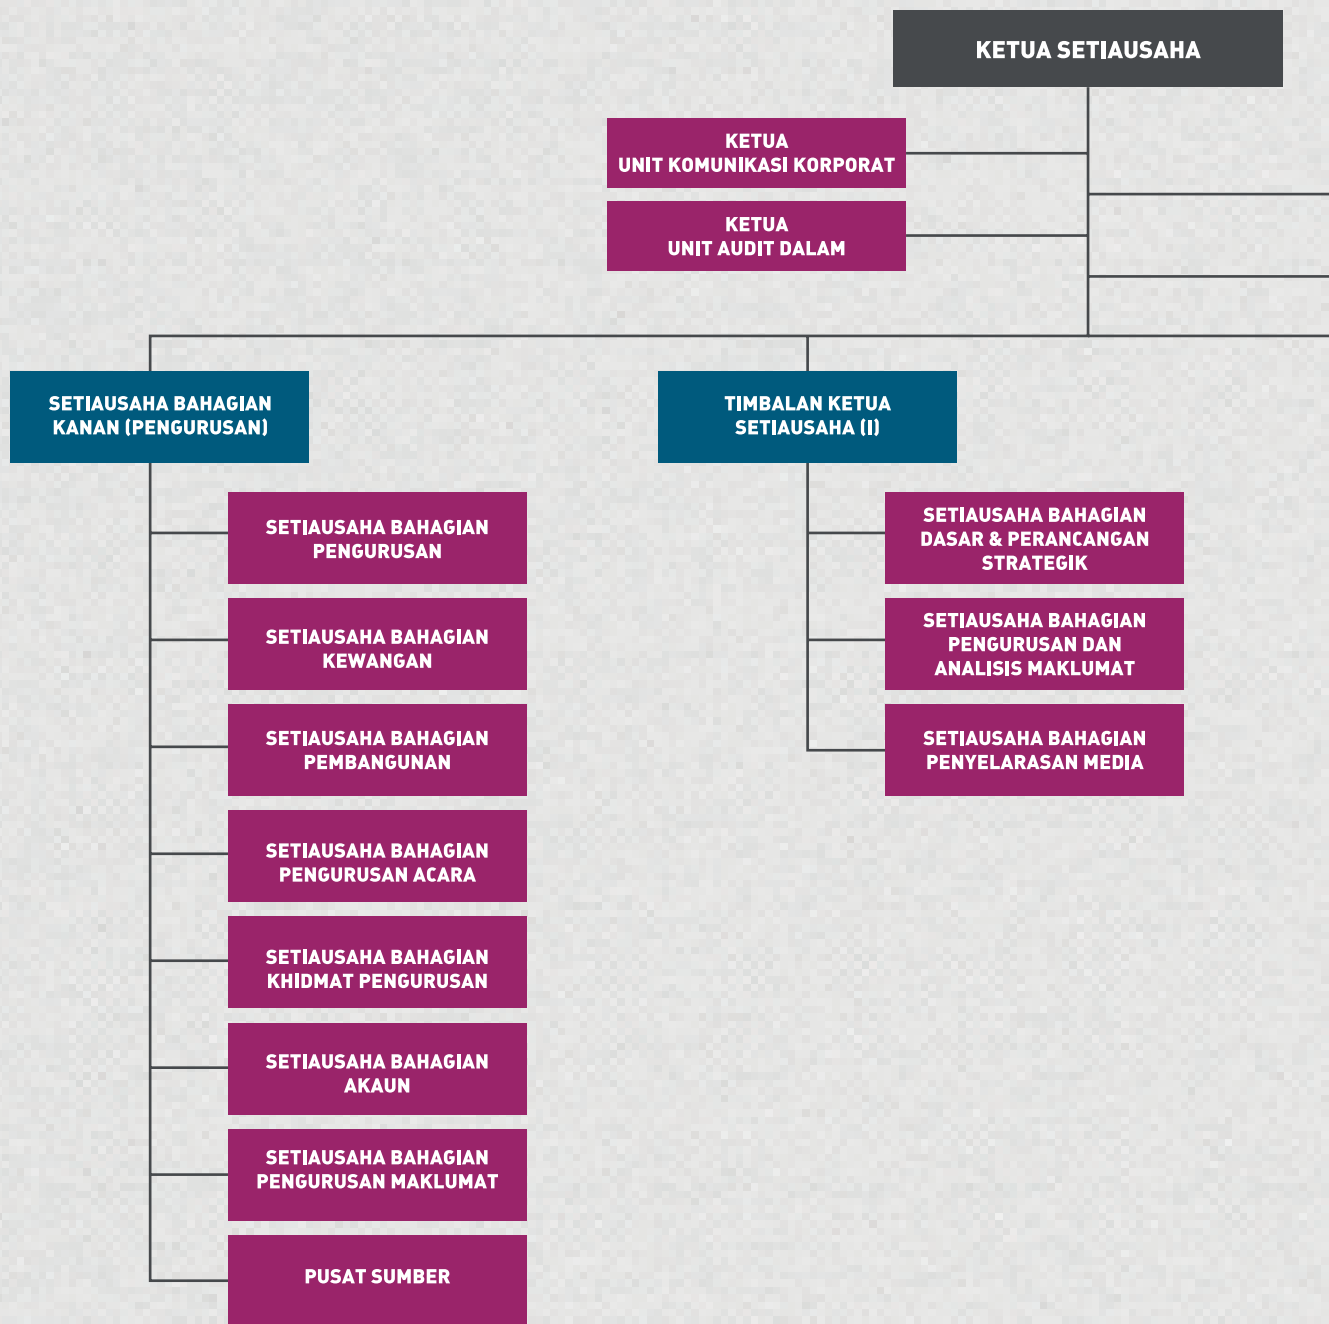 KETUA SETIAUSAHA
KETUA
UNIT KOMUNIKASI KORPORAT
KETUA
UNIT AUDIT DALAM
SETIAUSAHA BAHAGIAN
KANAN (PENGURUSAN)
SETIAUSAHA BAHAGIAN
PENGURUSAN
SETIAUSAHA BAHAGIAN
KEWANGAN
SETIAUSAHA BAHAGIAN
PEMBANGUNAN
SETIAUSAHA BAHAGIAN
PENGURUSAN ACARA
SETIAUSAHA BAHAGIAN
KHIDMAT PENGURUSAN
SETIAUSAHA BAHAGIAN
AKAUN
SETIAUSAHA BAHAGIAN
PENGURUSAN MAKLUMAT
PUSAT SUMBER
TIMBALAN KETUA
SETIAUSAHA (I)
SETIAUSAHA BAHAGIAN
DASAR & PERANCANGAN
STRATEGIK
SETIAUSAHA BAHAGIAN
PENGURUSAN DAN
ANALISIS MAKLUMAT
SETIAUSAHA BAHAGIAN
PENYELARASAN MEDIA